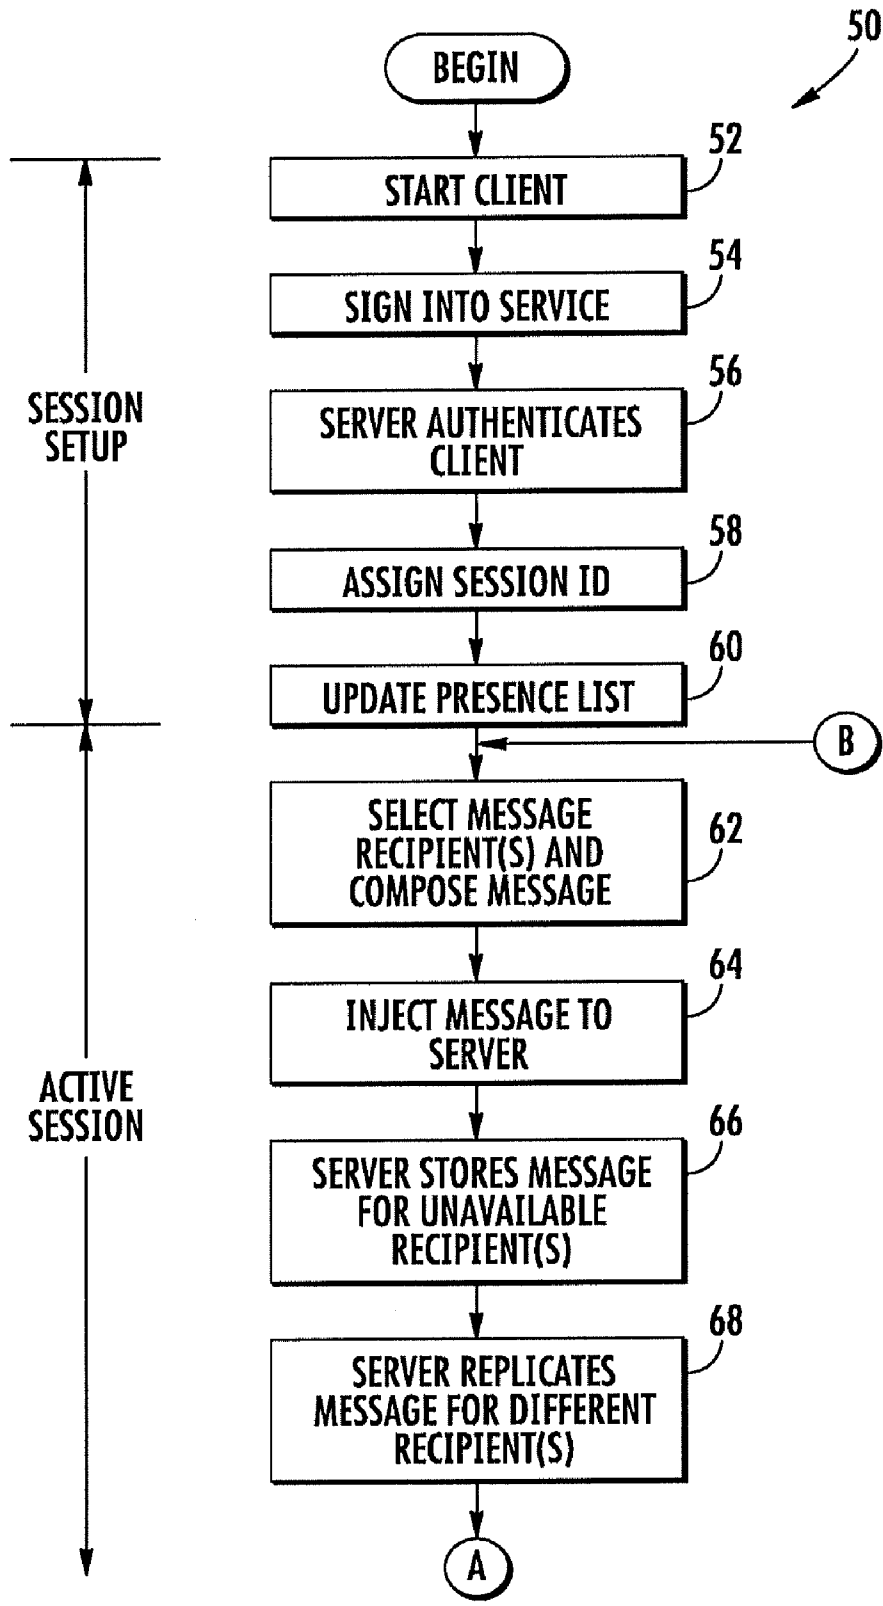 50
BEGIN
52
START CLIENT
54
SIGN INTO SERVICE
56
SERVER AUTHENTICATES
CLIENT
SESSION
SETUP
58
ASSIGN SESSION ID
60
UPDATE PRESENCE LIST
B
SELECT MESSAGE
RECIPIENT(S) AND
COMPOSE MESSAGE
62
64
INJECT MESSAGE TO
SERVER
ACTIVE
SESSION
66
SERVER STORES MESSAGE
FOR UNAVAILABLE
RECIPIENT(S)
68
SERVER REPLICATES
MESSAGE FOR DIFFERENT
RECIPIENT(S)
A